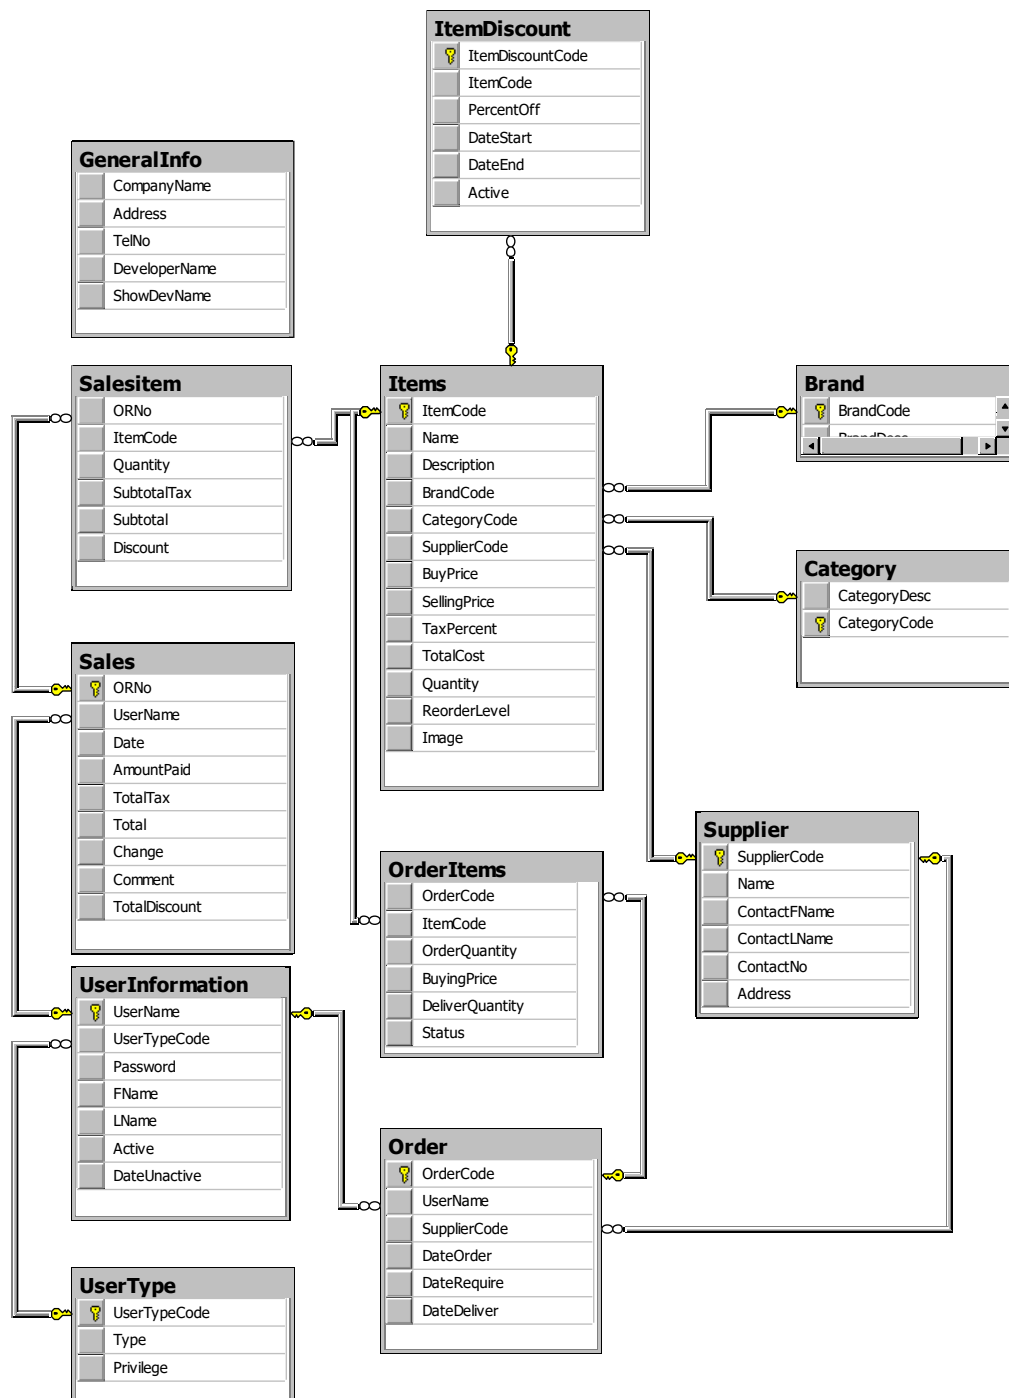 ItemDiscount
ItemDiscountCode
ItemCode
PercentOff
DateStart
DateEnd
Active
GeneralInfo
CompanyName
Address
TelNo
DeveloperName
ShowDevName
Salesitem
ORNo
ItemCode
Quantity
SubtotalTax
Subtotal
Discount
Items
ItemCode
Name
Description
BrandCode
CategoryCode
SupplierCode
BuyPrice
SellingPrice
TaxPercent
TotalCost
Quantity
ReorderLevel
Image
Brand
BrandCode
Category
CategoryDesc
CategoryCode
Sales
ORNo
UserName
Date
AmountPaid
TotalTax
Total
Change
Comment
TotalDiscount
Supplier
SupplierCode
Name
ContactFName
ContactLName
ContactNo
Address
OrderItems
OrderCode
ItemCode
OrderQuantity
BuyingPrice
DeliverQuantity
Status
UserInformation
UserName
UserTypeCode
Password
FName
LName
Active
DateUnactive
Order
OrderCode
UserName
SupplierCode
DateOrder
DateRequire
DateDeliver
UserType
UserTypeCode
Type
Privilege